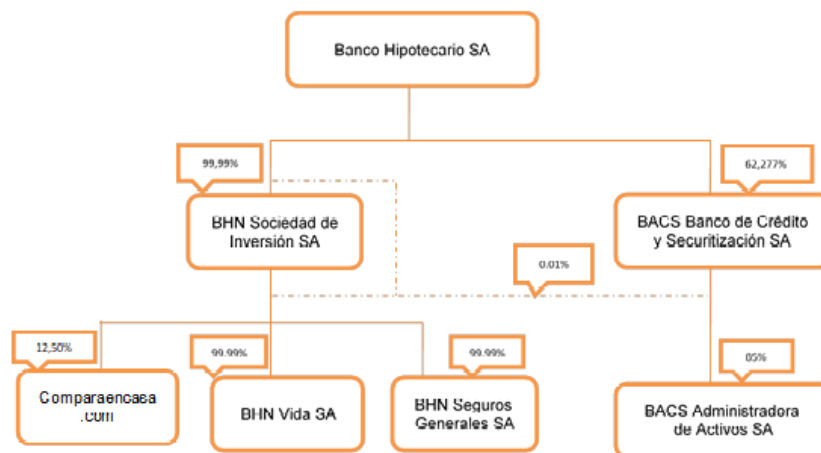 Banco Hipotecario SA
99,99%
62,277%
BHN Sociedad de
Inversión SA
BACS Banco de Crédito
y Securitización SA
0.01%
12,50%
99.99%
99.99%
85%
Comparaencasa
.com
BHN Vida SA
BHN Seguros
Generales SA
BACS Administradora
de Activos SA